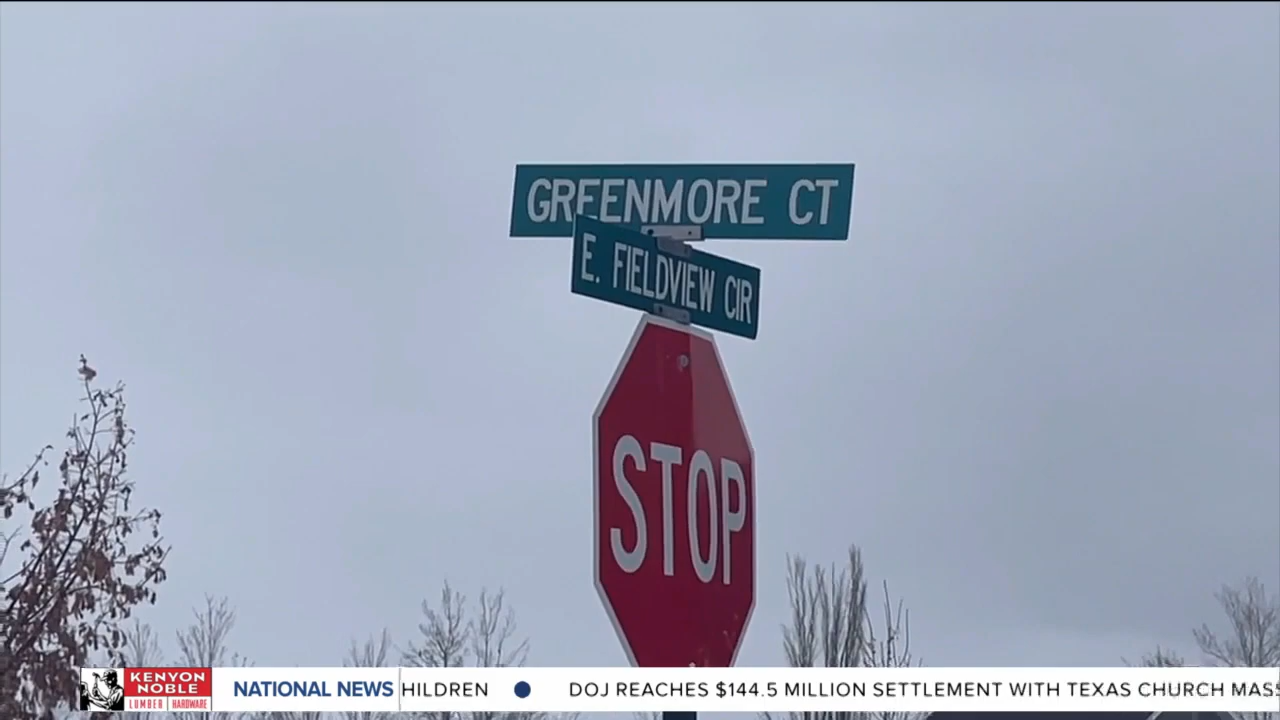 GREENMORE CT
E. FIELDVIEW CIR
STOP
KENYON
NOBLE
LUMBER | HARDWARE
NATIONAL NEWS
HILDREN • DOJ REACHES $144.5 MILLION SETTLEMENT WITH TEXAS CHURCH MASS